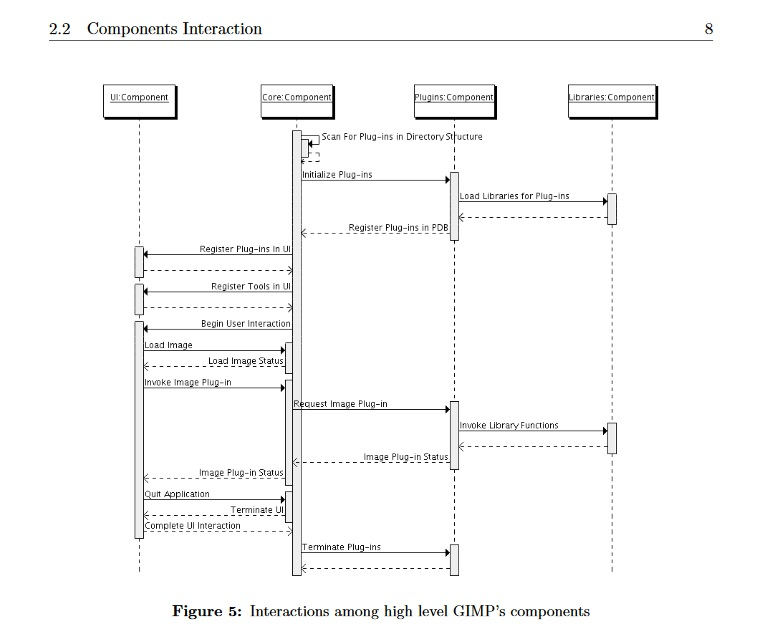 2.2 Components Interaction 8
UI:Component Core:Component Plugins:Component Libraries:Component
Scan For Plug-ins in Directory Structure
Initialize Plug-ins
Load Libraries for Plug-ins
Register Plug-ins in PDB
Register Plug-ins in UI
Register Tools in UI
Begin User Interaction
Load Image
Load Image Status
Invoke Image Plug-in
Request Image Plug-in
Invoke Library Functions
Image Plug-in Status
Image Plug-in Status
Quit Application
Terminate UI
Complete UI Interaction
Terminate Plug-ins
Figure 5: Interactions among high level GIMP's components